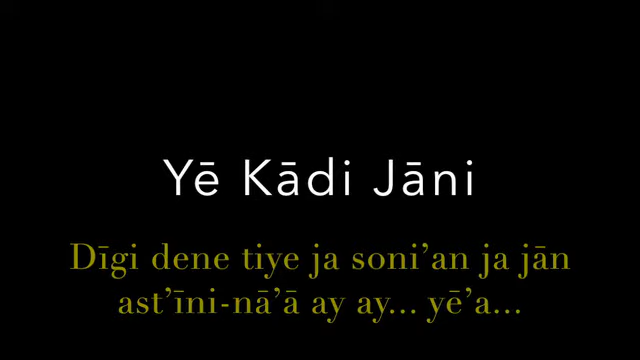 Yē Kādi Jāni
Dīgi dene tiye ja soni’an ja jān
ast’īni-nā’ā ay ay... yē’a...